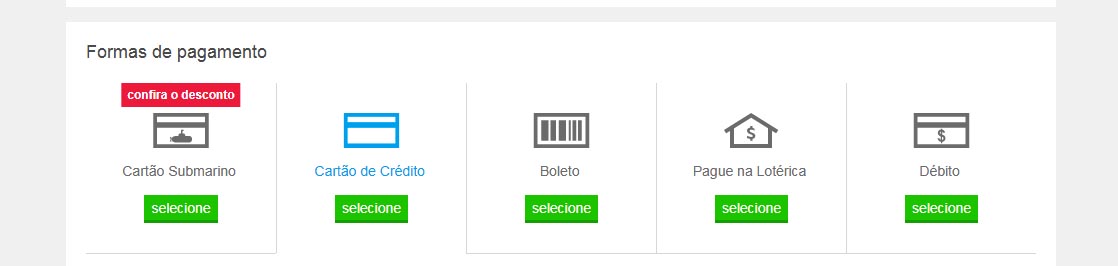 Formas de pagamento
confira o desconto
Cartão Submarino
Cartão de Crédito
Boleto
$
Pague na Lotérica
$
Débito
selecione
selecione
selecione
selecione
selecione